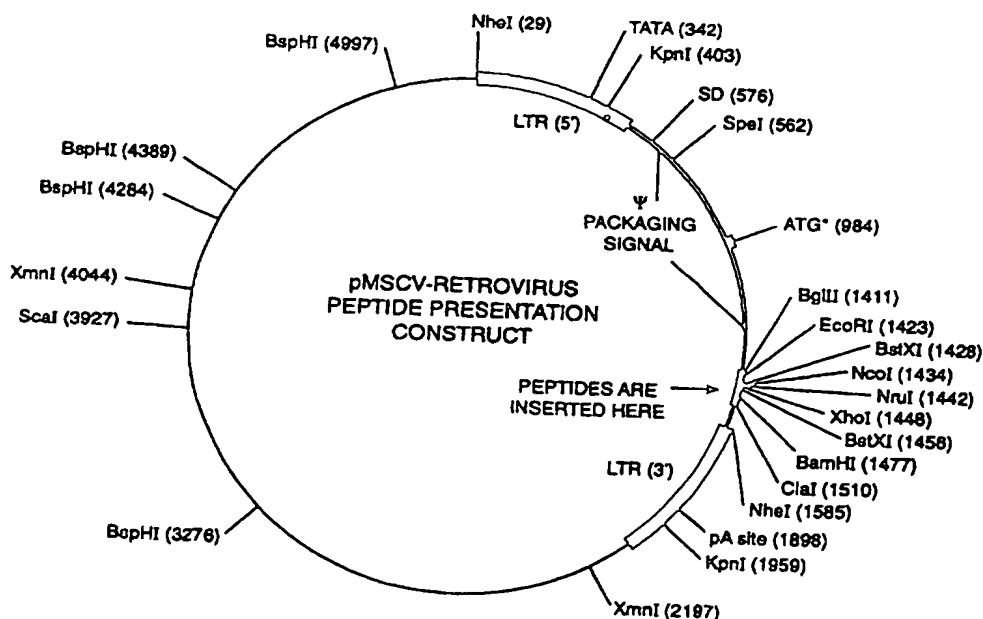 NheI (29)
TATA (342)
KpnI (403)
SD (576)
SpeI (562)
ATG* (984)
BglII (1411)
EcoRI (1423)
BstXI (1428)
NcoI (1434)
NruI (1442)
XhoI (1448)
BstXI (1458)
BamHI (1477)
ClaI (1510)
NheI (1585)
pA site (1898)
KpnI (1959)
XmnI (2197)
BspHI (3276)
ScaI (3927)
XmnI (4044)
BspHI (4284)
BspHI (4389)
BspHI (4997)
LTR (5')
Ψ
PACKAGING
SIGNAL
pMSCV-RETROVIRUS
PEPTIDE PRESENTATION
CONSTRUCT
PEPTIDES ARE
INSERTED HERE
LTR (3')